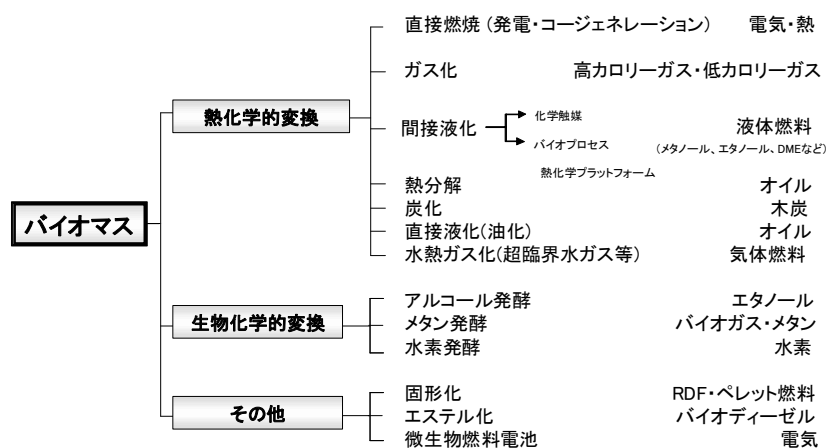 直接燃焼（発電・コージェネレーション） 電気・熱
ガス化 高カロリーガス・低カロリーガス
熱化学的変換
間接液化 化学触媒 液体燃料
バイオプロセス （メタノール、エタノール、DMEなど）
熱化学プラットフォーム
熱分解 オイル
炭化 木炭
バイオマス
直接液化（油化） オイル
水熱ガス化（超臨界水ガス等） 気体燃料
アルコール発酵 エタノール
生物化学的変換 メタン発酵 バイオガス・メタン
水素発酵 水素
固形化 RDF・ペレット燃料
その他 エステル化 バイオディーゼル
微生物燃料電池 電気